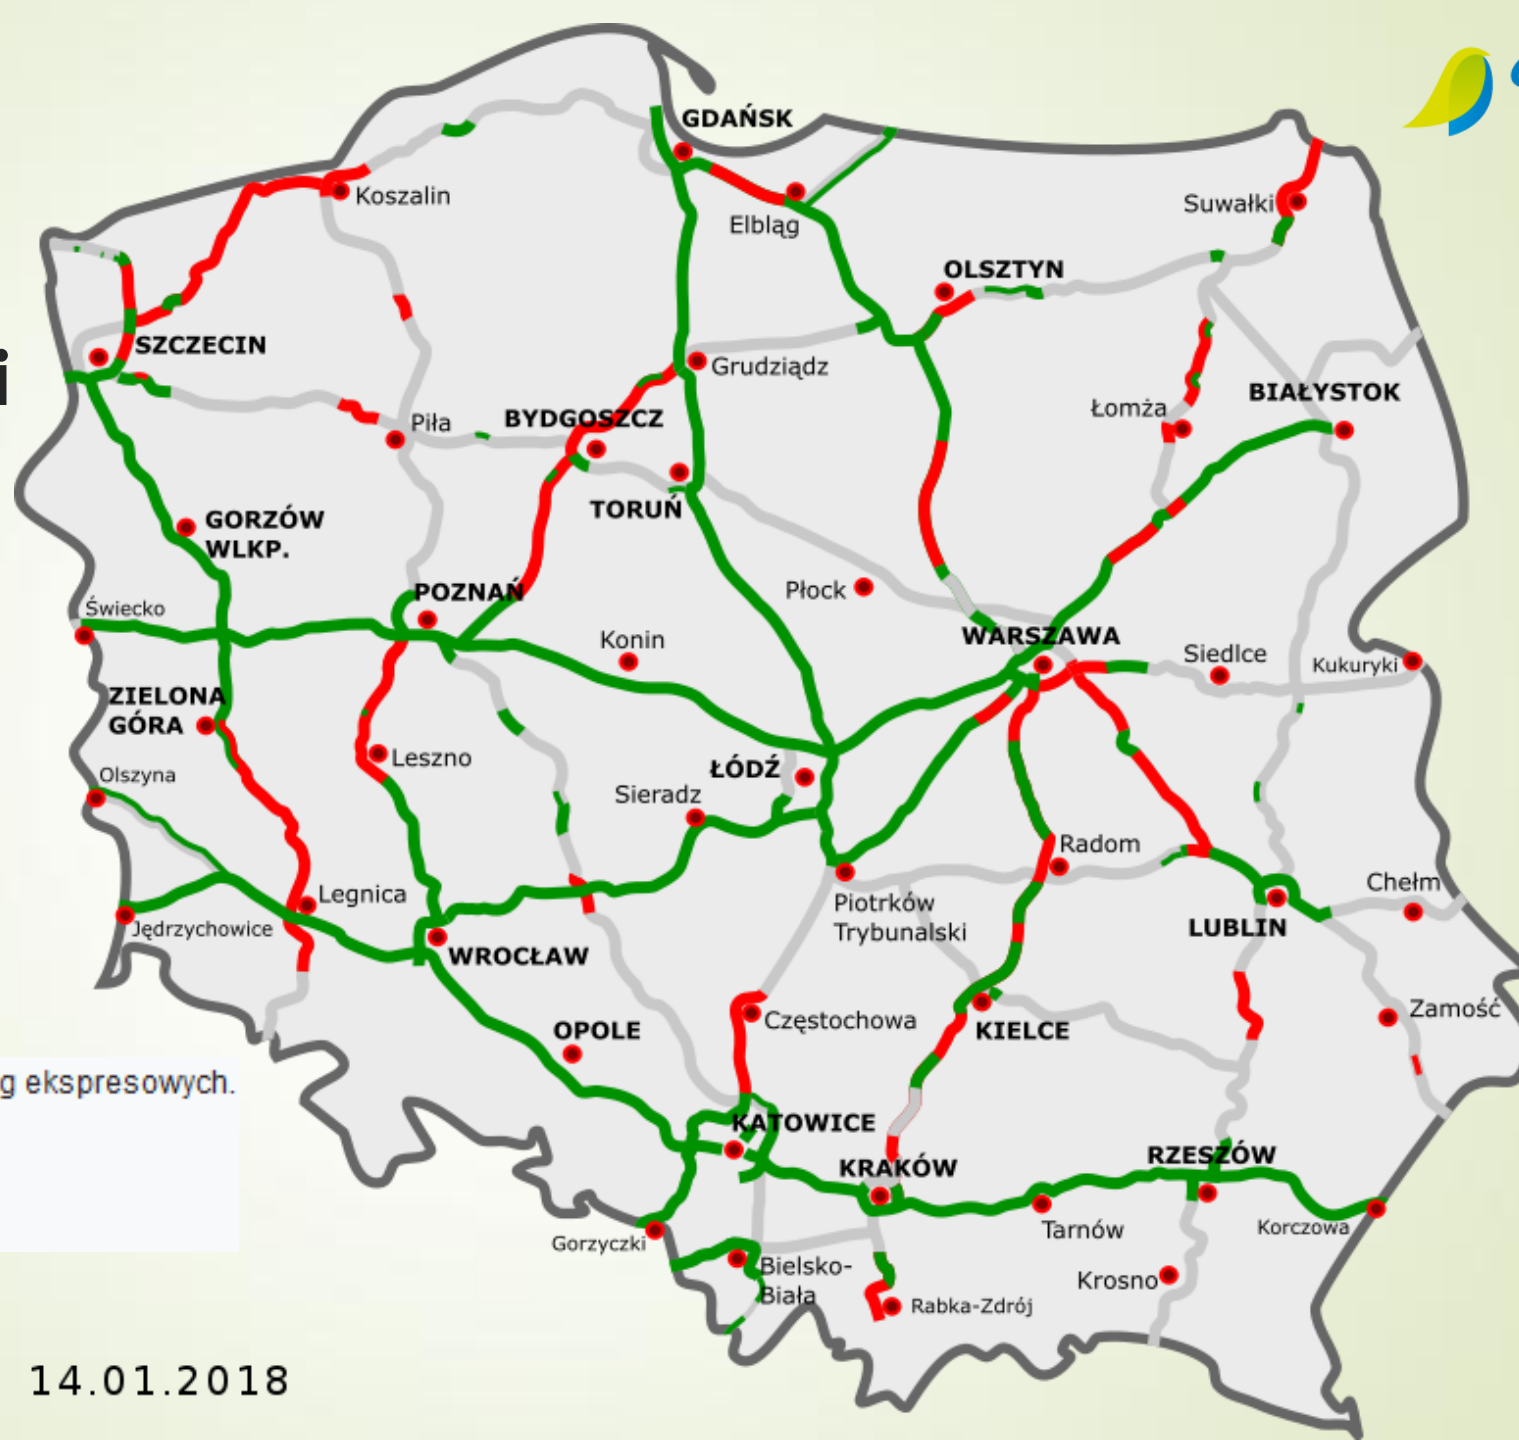 GDAŃSK
Koszalin
Elbląg
Suwałki
OLSZTYN
SZCZECIN
i
Grudziądz
BIAŁYSTOK
Łomża
Piła
BYDGOSZCZ
TORUŃ
GORZÓW
WLKP.
Świecko
POZNAŃ
Płock
Konin
WARSZAWA
Siedlce
Kukuryki
ZIELONA
GÓRA
Olszyna
Leszno
ŁÓDŹ
Sieradz
Radom
Legnica
Jędrzychowice
WROCŁAW
Piotrków
Trybunalski
LUBLIN
Chełm
Częstochowa
OPOLE
KIELCE
Zamość
g ekspresowych.
KATOWICE
KRAKÓW
RZESZÓW
Tarnów
Korczowa
Gorzyczki
Bielsko-
Biała
Krosno
Rabka-Zdrój
14.01.2018